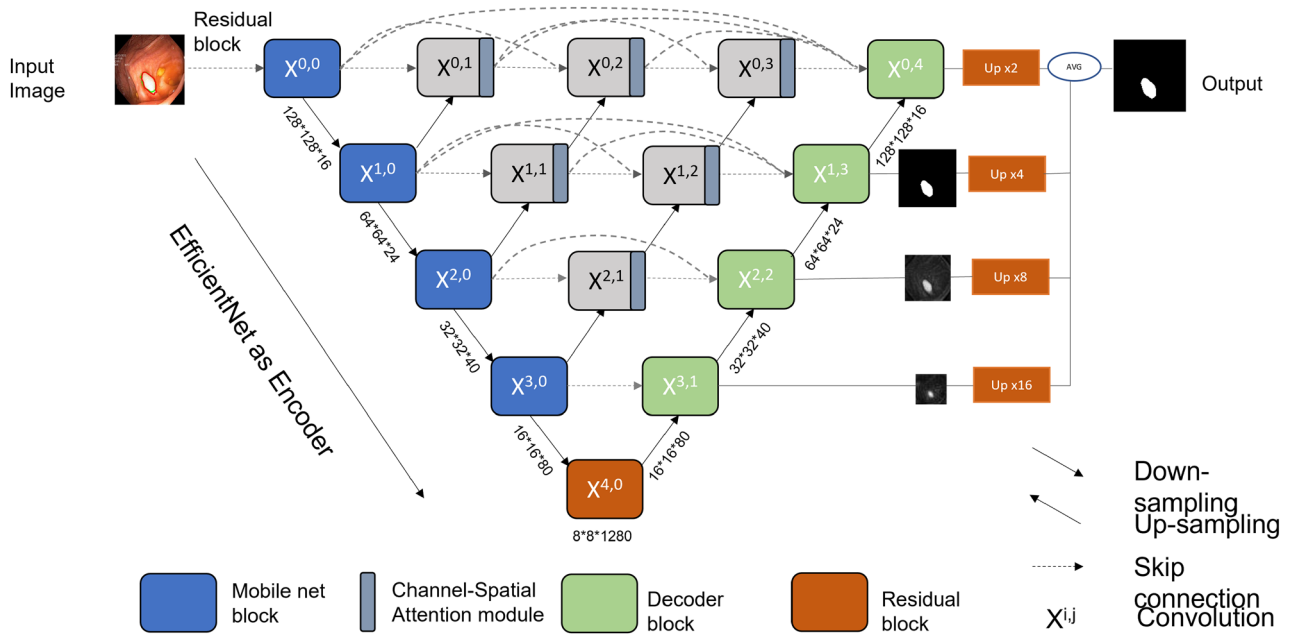 Residual
block
Input
Image
X0,0
X0,1
X0,2
X0,3
X0,4
Up x2
AVG
Output
128*128*16
128*128*16
X1,0
X1,1
X1,2
X1,3
Up x4
64*64*24
64*64*24
EfficientNet as Encoder
X2,0
X2,1
X2,2
Up x8
32*32*40
32*32*40
X3,0
X3,1
Up x16
16*16*80
16*16*80
X4,0
8*8*1280
Down-
sampling
Up-sampling
Skip
connection
Xi,j
Convolution
Mobile net
block
Channel-Spatial
Attention module
Decoder
block
Residual
block